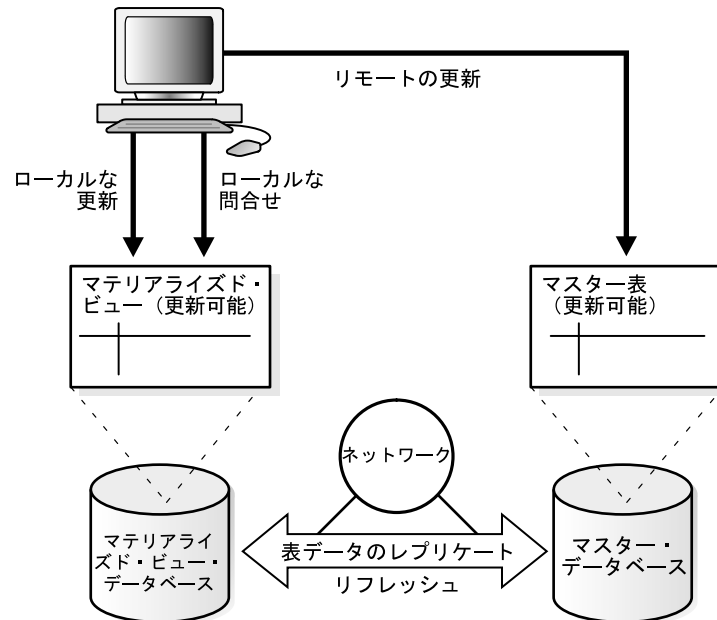 リモートの更新
ローカルな
更新
ローカルな
問合せ
マテリアライズド・
ビュー（更新可能）
マスター表
（更新可能）
ネットワーク
マテリアライ
ズド・ビュー・
データベース
表データのレプリケート
リフレッシュ
マスター・
データベース